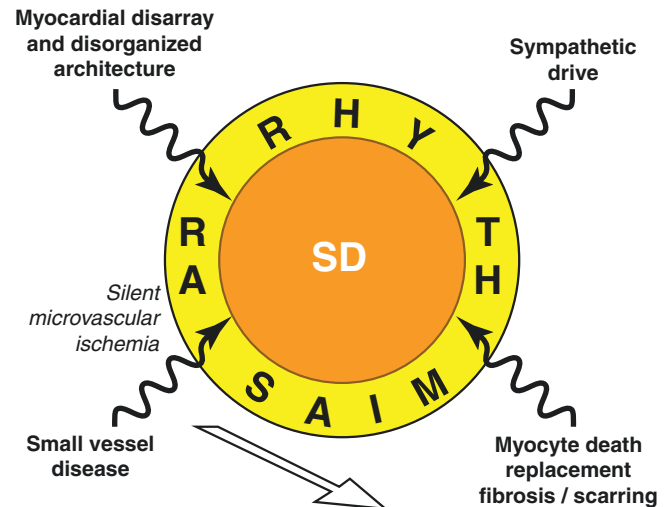 Myocardial disarray
and disorganized
architecture
Sympathetic
drive
ARRHYTHMIAS
SD
Silent
microvascular
ischemia
Small vessel
disease
Myocyte death
replacement
fibrosis / scarring